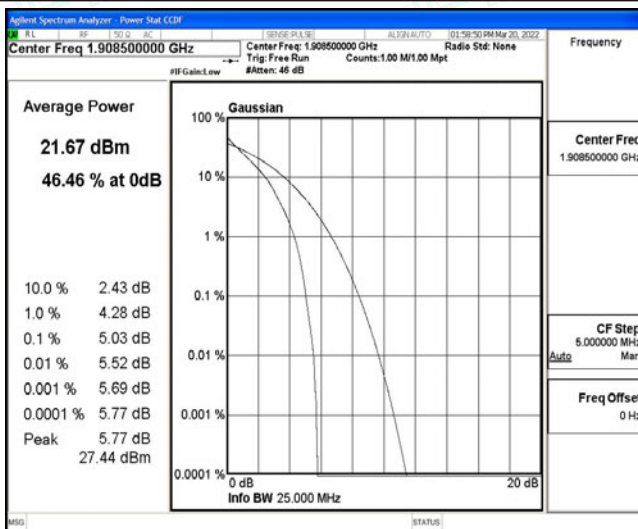 Agilent Spectrum Analyzer - Power Stat CCDF
RL RF 50 Ω AC SENSE:PULSE ALIGN AUTO 01:58:50 PM Mar 20, 2022
Center Freq 1.908500000 GHz
Center Freq: 1.908500000 GHz Radio Std: None
Trig: Free Run Counts:1.00 M/1.00 Mpt
#IFGain:Low #Atten: 46 dB
Frequency
Average Power
21.67 dBm
46.46 % at 0dB
10.0 % 2.43 dB
1.0 % 4.28 dB
0.1 % 5.03 dB
0.01 % 5.52 dB
0.001 % 5.69 dB
0.0001 % 5.77 dB
Peak 5.77 dB
27.44 dBm
Gaussian
100 %
10 %
1 %
0.1 %
0.01 %
0.001 %
0.0001 %
0 dB 20 dB
Info BW 25.000 MHz
Center Freq
1.908500000 GHz
CF Step
5.000000 MHz
Auto Man
Freq Offset
0 Hz
MSG STATUS